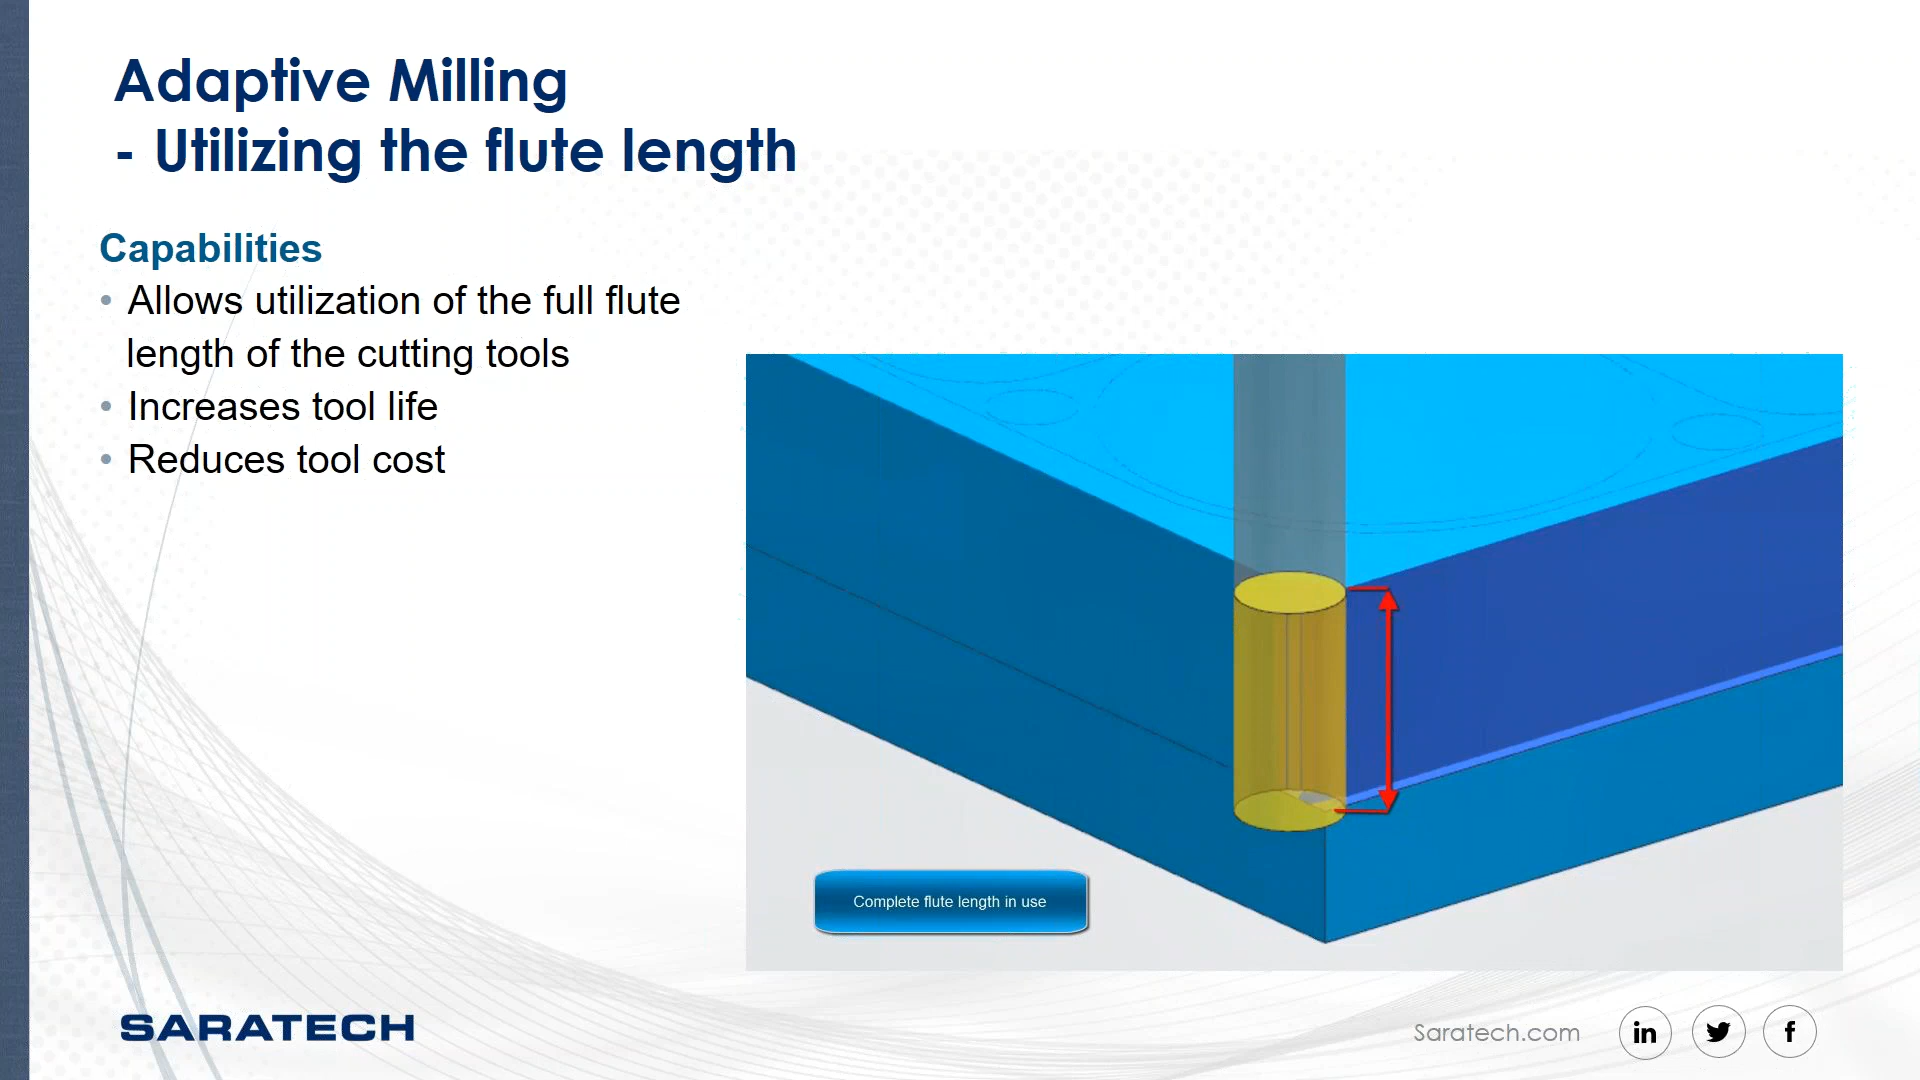 Adaptive Milling
- Utilizing the flute length
Capabilities
• Allows utilization of the full flute
length of the cutting tools
• Increases tool life
• Reduces tool cost
Complete flute length in use
SARATECH
Saratech.com
in
f